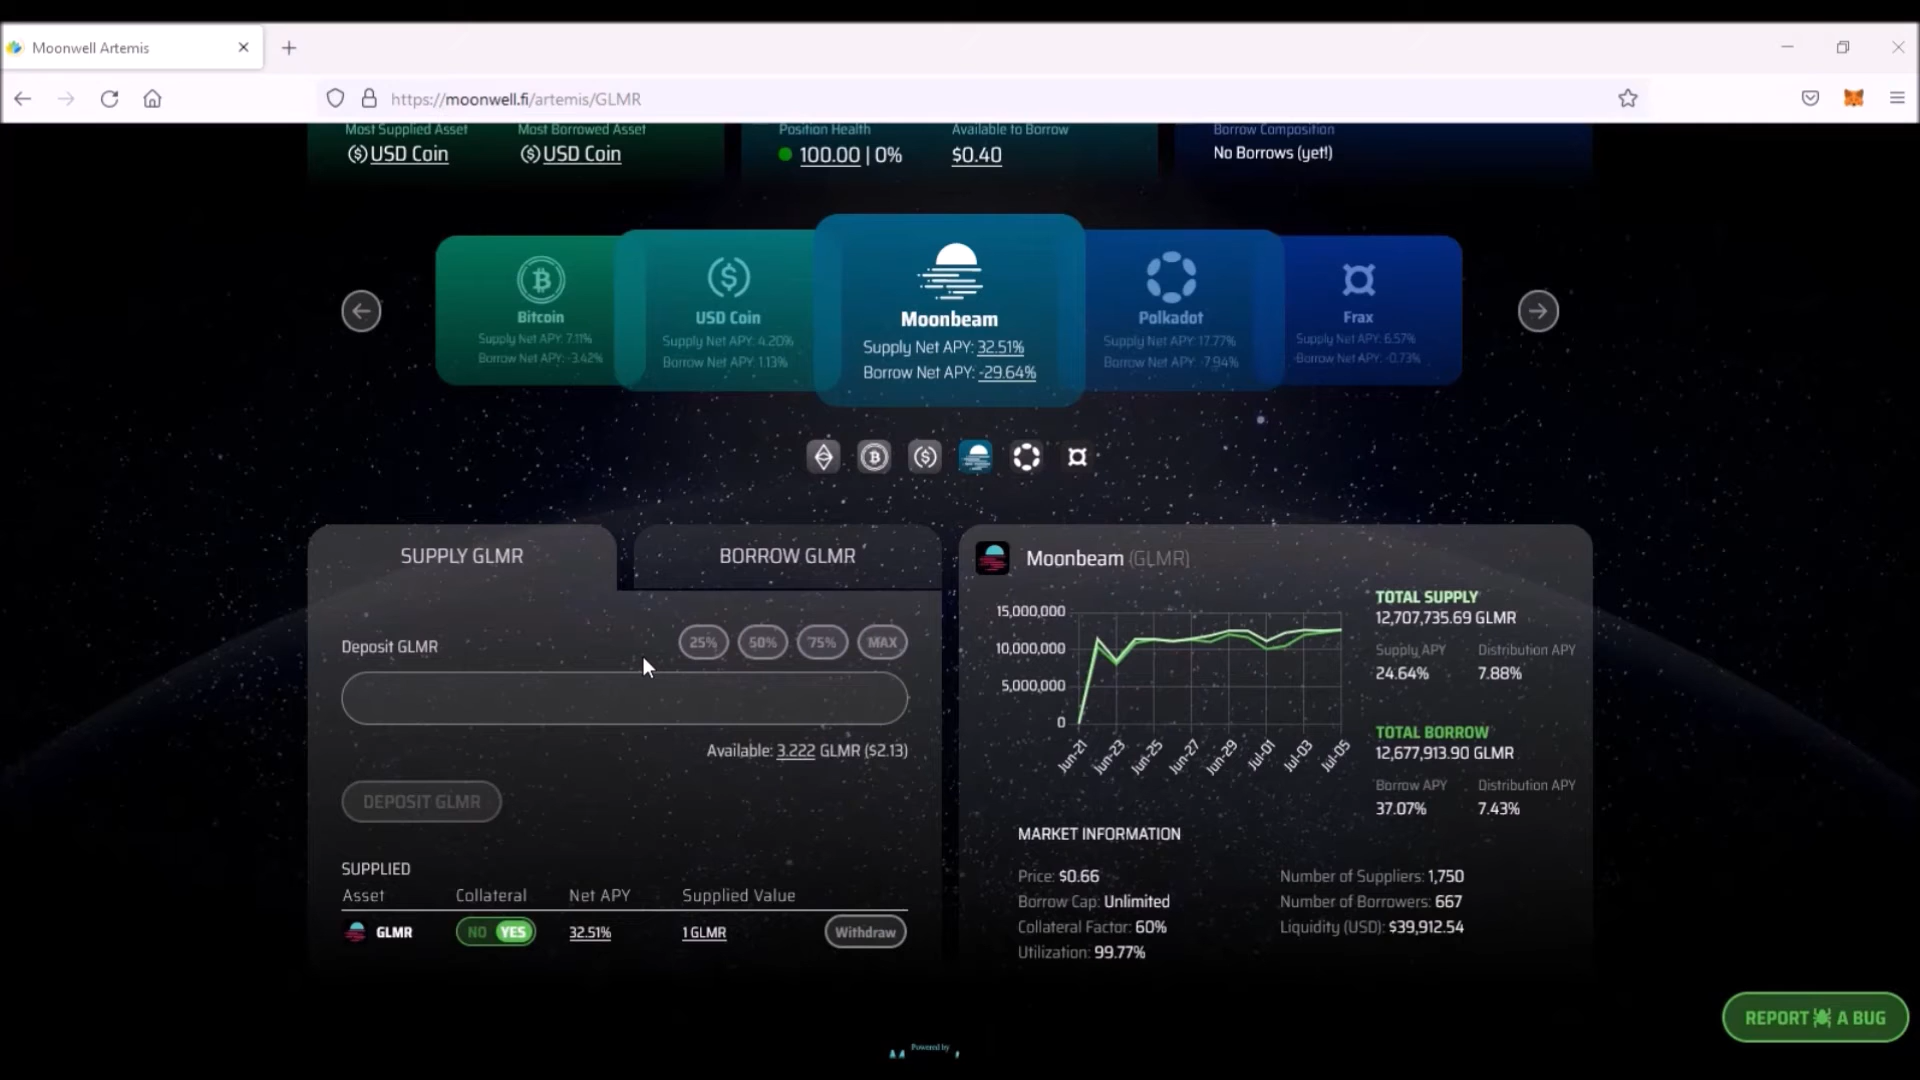 Moonwell Artemis
https://moonwell.fi/artemis/GLMR
Most Supplied Asset
USD Coin
Most Borrowed Asset
USD Coin
Position Health
100.00 | 0%
Available to Borrow
$0.40
Borrow Composition
No Borrows (yet!)
Bitcoin
Supply Net APY: 7.11%
Borrow Net APY: -3.42%
USD Coin
Supply Net APY: 4.20%
Borrow Net APY: 1.13%
Moonbeam
Supply Net APY: 32.51%
Borrow Net APY: -29.64%
Polkadot
Supply Net APY: 17.77%
Borrow Net APY: -7.94%
Frax
Supply Net APY: 6.57%
Borrow Net APY: -0.73%
SUPPLY GLMR
BORROW GLMR
Deposit GLMR
25%
50%
75%
MAX
Available: 3.222 GLMR ($2.13)
DEPOSIT GLMR
SUPPLIED
Asset Collateral Net APY Supplied Value
GLMR NO YES 32.51% 1 GLMR Withdraw
Moonbeam (GLMR)
15,000,000
10,000,000
5,000,000
0
Jun-21 Jun-23 Jun-25 Jun-27 Jun-29 Jul-01 Jul-03 Jul-05
TOTAL SUPPLY
12,707,735.69 GLMR
Supply APY Distribution APY
24.64% 7.88%
TOTAL BORROW
12,677,913.90 GLMR
Borrow APY Distribution APY
37.07% 7.43%
MARKET INFORMATION
Price: $0.66
Borrow Cap: Unlimited
Collateral Factor: 60%
Utilization: 99.77%
Number of Suppliers: 1,750
Number of Borrowers: 667
Liquidity (USD): $39,912.54
REPORT A BUG
Powered by